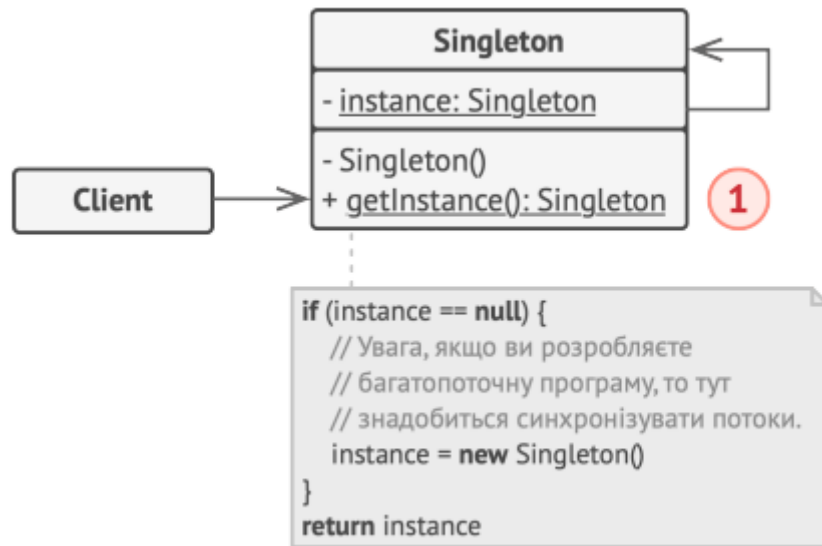 Singleton
- instance: Singleton
- Singleton()
+ getInstance(): Singleton
Client
1
if (instance == null) {
// Увага, якщо ви розробляєте
// багатопоточну програму, то тут
// знадобиться синхронізувати потоки.
instance = new Singleton()
}
return instance